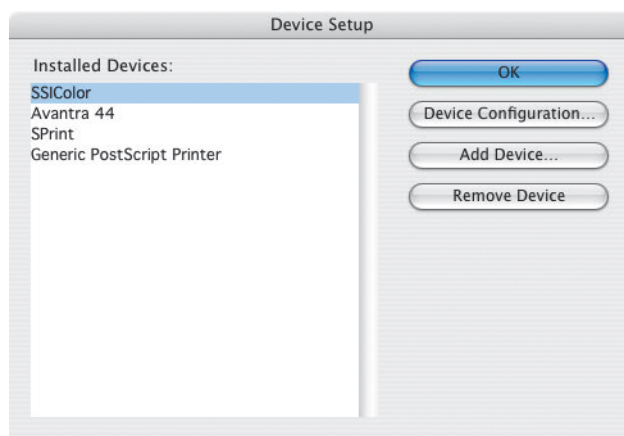 Device Setup
Installed Devices:
SSIColor
Avantra 44
SPrint
Generic PostScript Printer
OK
Device Configuration...
Add Device...
Remove Device